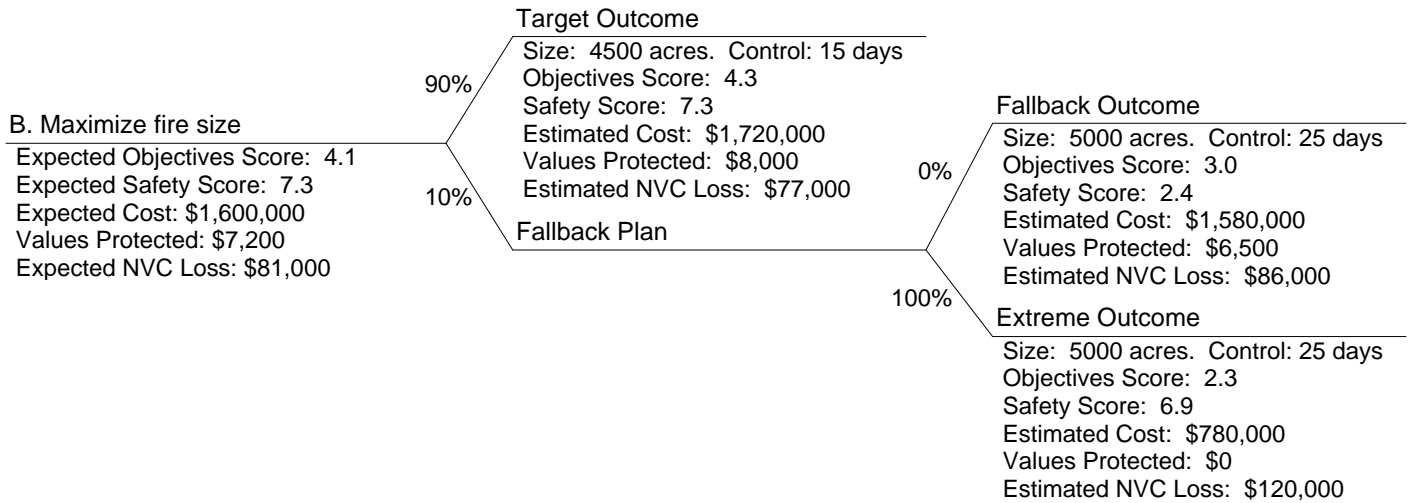 B. Maximize fire size
Expected Objectives Score: 4.1
Expected Safety Score: 7.3
Expected Cost: $1,600,000
Values Protected: $7,200
Expected NVC Loss: $81,000
90%
10%
Target Outcome
Size: 4500 acres. Control: 15 days
Objectives Score: 4.3
Safety Score: 7.3
Estimated Cost: $1,720,000
Values Protected: $8,000
Estimated NVC Loss: $77,000
Fallback Plan
0%
100%
Fallback Outcome
Size: 5000 acres. Control: 25 days
Objectives Score: 3.0
Safety Score: 2.4
Estimated Cost: $1,580,000
Values Protected: $6,500
Estimated NVC Loss: $86,000
Extreme Outcome
Size: 5000 acres. Control: 25 days
Objectives Score: 2.3
Safety Score: 6.9
Estimated Cost: $780,000
Values Protected: $0
Estimated NVC Loss: $120,000